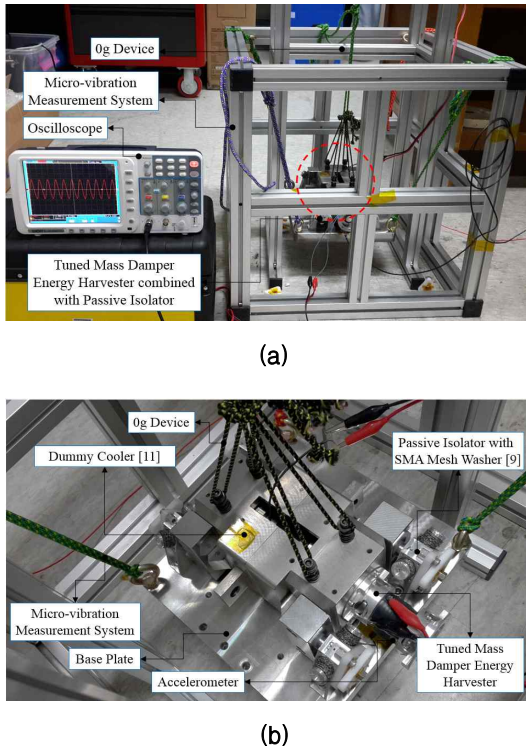 0g Device
Micro-vibration
Measurement System
Oscilloscope
Tuned Mass Damper
Energy Harvester combined
with Passive Isolator
(a)
0g Device
Dummy Cooler [11]
Passive Isolator with
SMA Mesh Washer [9]
Micro-vibration
Measurement System
Base Plate
Accelerometer
Tuned Mass
Damper Energy
Harvester
(b)